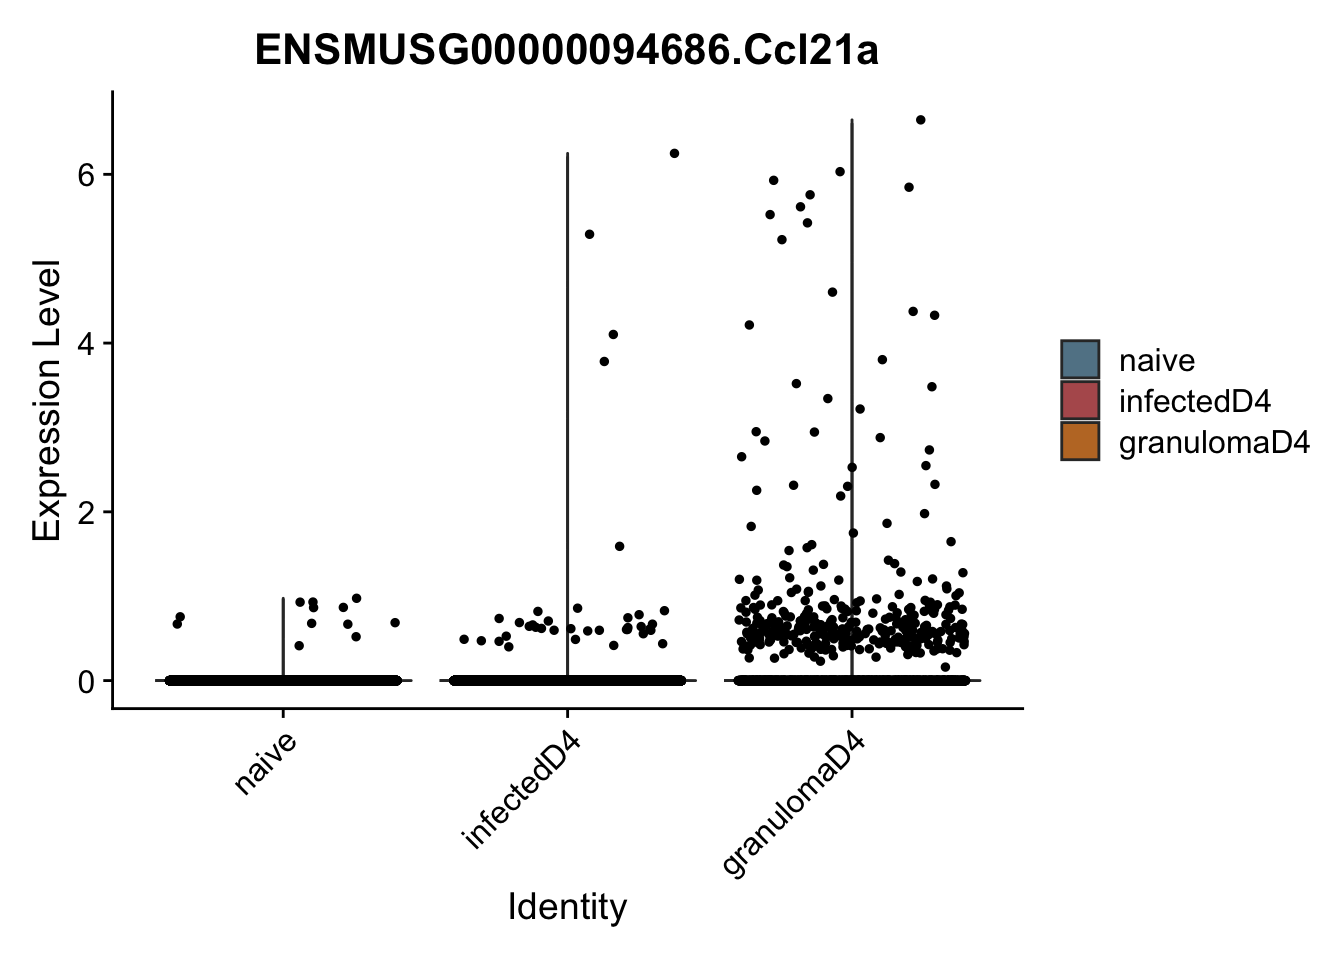 ENSMUSG00000094686.Ccl21a
Expression Level
6
4
2
0
naive
infectedD4
granulomaD4
Identity
naive
infectedD4
granulomaD4